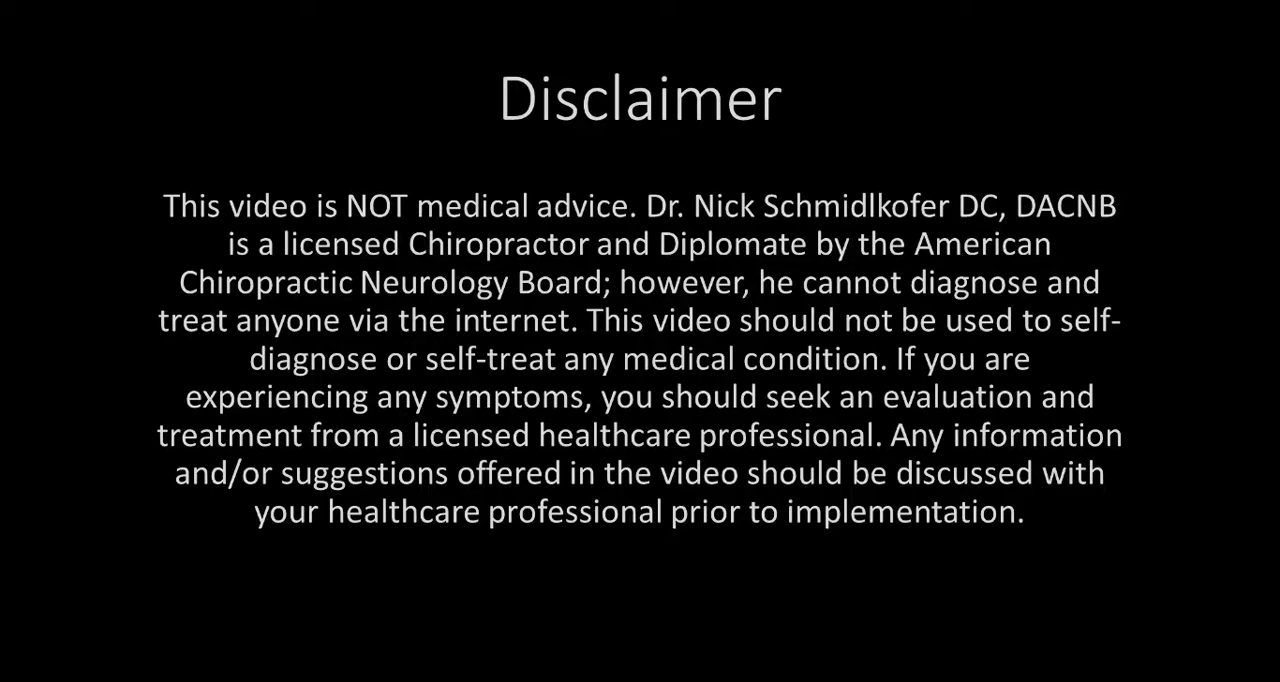 Disclaimer
This video is NOT medical advice. Dr. Nick Schmidlkofer DC, DACNB
is a licensed Chiropractor and Diplomate by the American
Chiropractic Neurology Board; however, he cannot diagnose and
treat anyone via the internet. This video should not be used to self-
diagnose or self-treat any medical condition. If you are
experiencing any symptoms, you should seek an evaluation and
treatment from a licensed healthcare professional. Any information
and/or suggestions offered in the video should be discussed with
your healthcare professional prior to implementation.